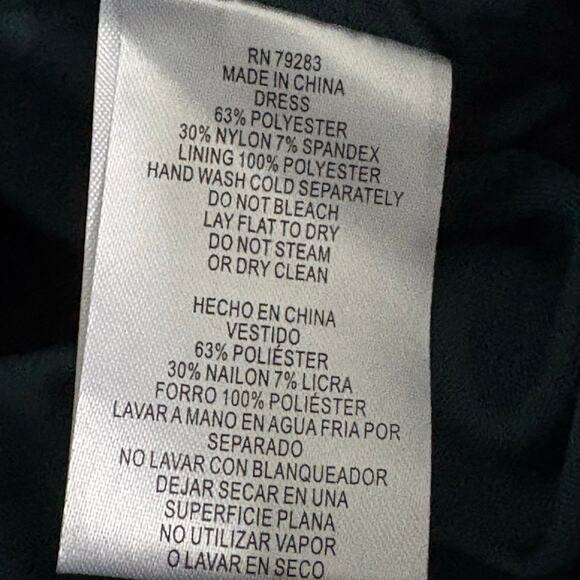 RN 79283
MADE IN CHINA
DRESS
63% POLYESTER
30% NYLON 7% SPANDEX
LINING 100% POLYESTER
HAND WASH COLD SEPARATELY
DO NOT BLEACH
LAY FLAT TO DRY
DO NOT STEAM
OR DRY CLEAN
HECHO EN CHINA
VESTIDO
63% POLIÉSTER
30% NAILON 7% LICRA
FORRO 100% POLIÉSTER
LAVAR A MANO EN AGUA FRIA POR
SEPARADO
NO LAVAR CON BLANQUEADOR
DEJAR SECAR EN UNA
SUPERFICIE PLANA
NO UTILIZAR VAPOR
O LAVAR EN SECO